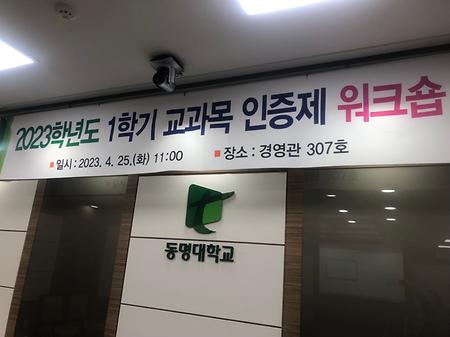 2023학년도 1학기 교과목 인증제 워크숍
■ 일시 : 2023. 4. 25.(화) 11:00 ■ 장소 : 경영관 307호
동명대학교